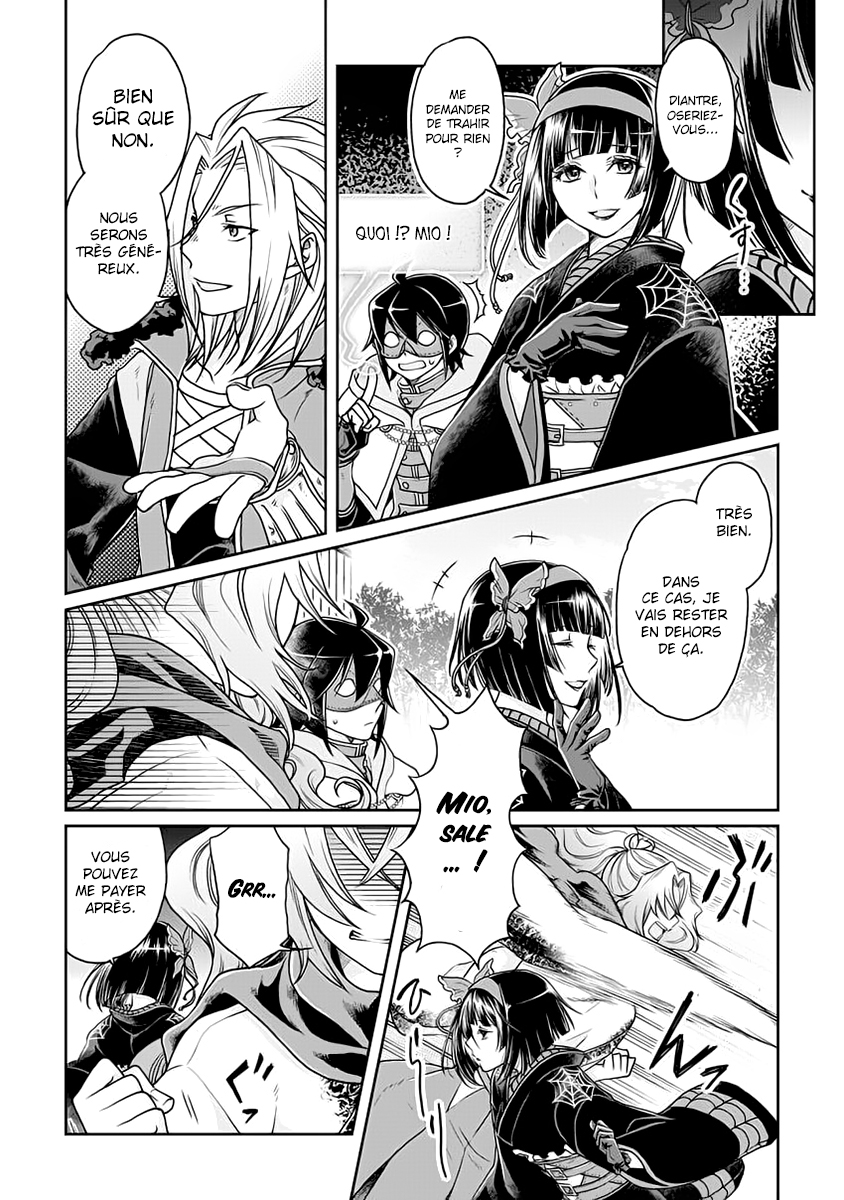 DIANTRE,
OSERIEZ-
VOUS...
ME
DEMANDER
DE TRAHIR
POUR RIEN
?
QUOI !? MIO !
BIEN
SÛR QUE
NON.
NOUS
SERONS
TRÈS GÉNÉ-
REUX.
TRÈS
BIEN.
DANS
CE CAS, JE
VAIS RESTER
EN DEHORS
DE ÇA.
MIO,
SALE
... !
GRR...
VOUS
POUVEZ
ME PAYER
APRÈS.